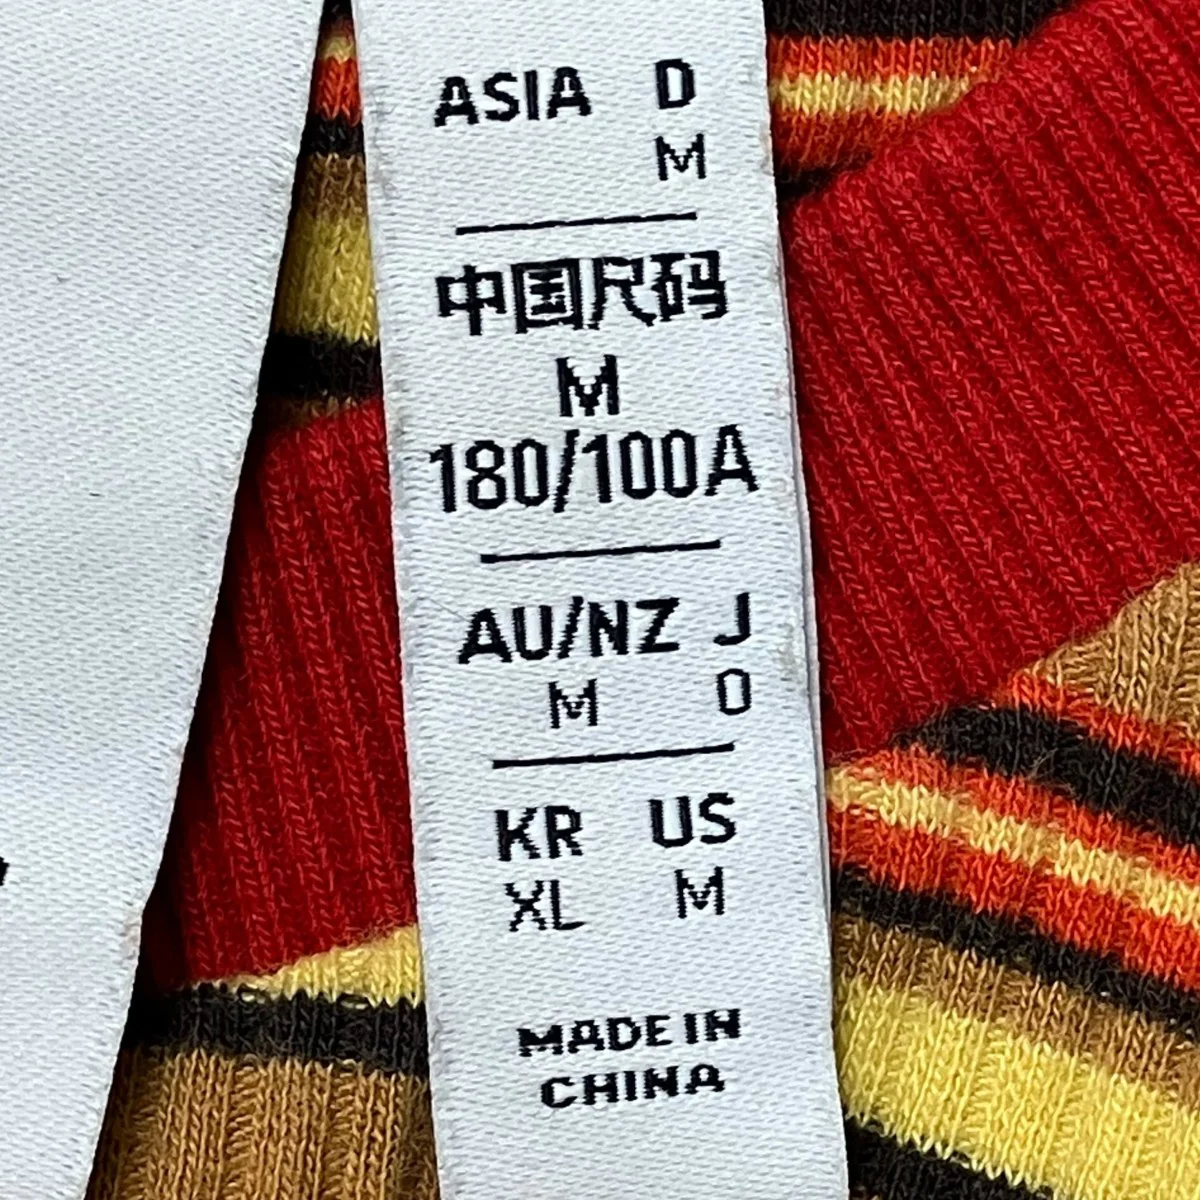 ASIA D
M
中国尺码
M
180/100A
AU/NZ J
M O
KR US
XL M
MADE IN
CHINA